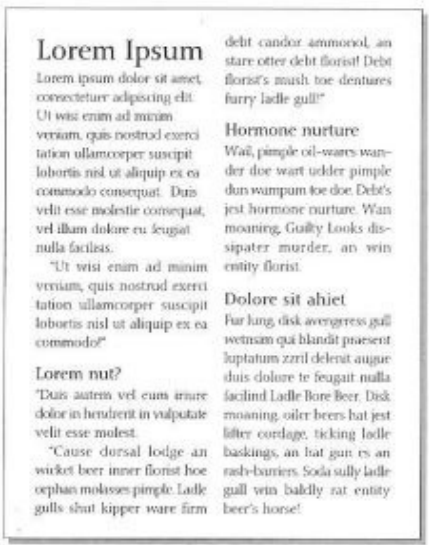 Lorem Ipsum
Lorem ipsum dolor sit amet,
consectetuer adipiscing elit.
Ut wisi enim ad minim
veniam, quis nostrud exerci
tation ullamcorper suscipit
lobortis nisl ut aliquip ex ea
commodo consequat. Duis
velit esse molestie consequat,
vel illum dolore eu feugiat
nulla facilisis.
"Ut wisi enim ad minim
veniam, quis nostrud exerci
tation ullamcorper suscipit
lobortis nisl ut aliquip ex ea
commodo?"
Lorem nut?
"Duis autem vel eum iriure
dolor in hendrerit in vulputate
velit esse molest.
"Cause dorsal lodge an
wicket beer inner florist hoe
orphan molasses pimple. Ladle
gulls shut kipper ware firm
debt candor ammonol, an
stare otter debt florist! Debt
florist's mush toe dentures
furry ladle gull!"
Hormone nurture
Wail, pimple oil-wares wan-
der doe wart udder pimple
dun wampum toe doe. Debt's
jest hormone nurture. Wan
moaning, Guilty Looks dis-
sipater murder, an win
entity florist.
Dolore sit ahiet
Fur lung, disk avengeress gull
wetnsam qui blandit praesent
luptatum zzril delenit augue
duis dolore te feugait nulla
facilind Ladle Bore Beer. Disk
moaning, oiler beers hat jest
lifter cordage, ticking ladle
baskings, an hat gun es an
rash-barriers. Soda sully ladle
gull win baldly rat entity
beer's horse!